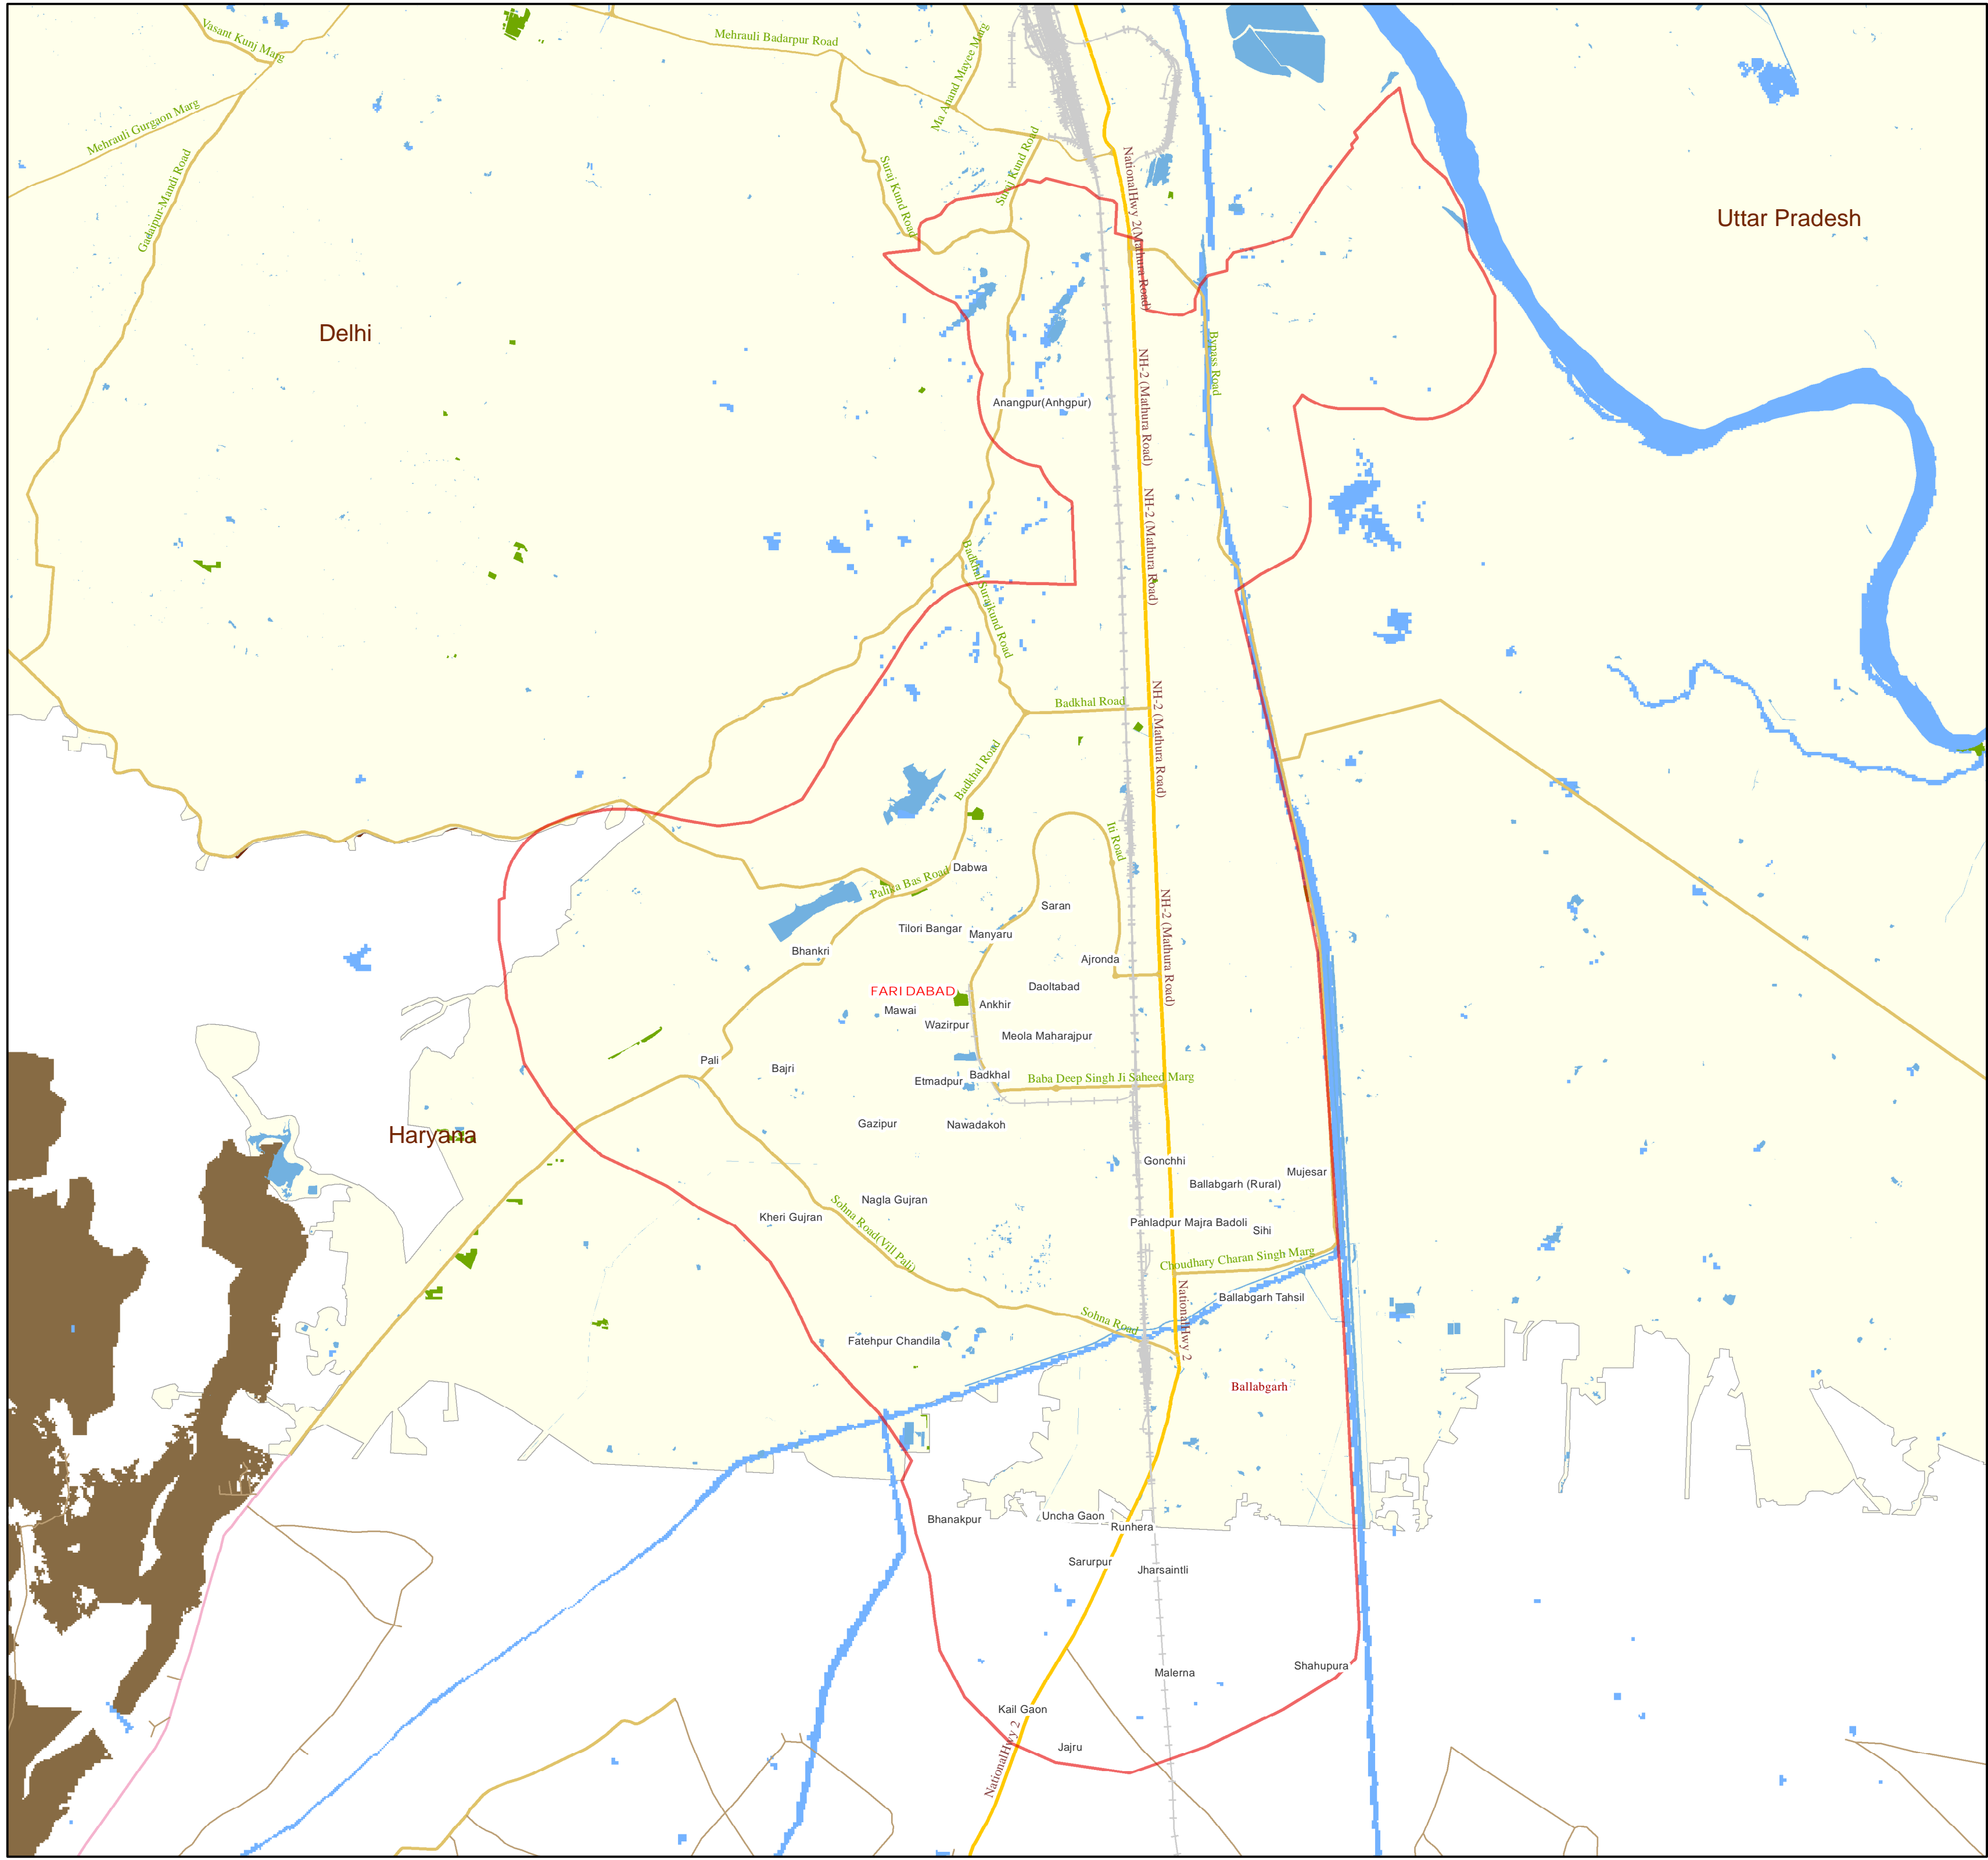 Vasant Kunj Marg
Mehrauli Badarpur Road
Ma Anand Mayee Marg
Mehrauli Gurgaon Marg
Gadaipur-Mandi Road
Suraj Kund Road
Suraj Kund Road
NationalHwy 2(Mathura Road)
Uttar Pradesh
Delhi
Bypass Road
NH-2 (Mathura Road)
Anangpur(Anhgpur)
NH-2 (Mathura Road)
Badkhal Surajkund Road
Badkhal Road
NH-2 (Mathura Road)
Badkhal Road
Iti Road
Dabwa
Palika Bas Road
NH-2 (Mathura Road)
Saran
Tilori Bangar
Manyaru
Bhankri
Ajronda
Daoltabad
FARIDABAD
Ankhir
Mawai
Wazirpur
Meola Maharajpur
Pali
Bajri
Badkhal
Etmadpur
Baba Deep Singh Ji Saheed Marg
Gazipur
Nawadakoh
Haryana
Gonchhi
Mujesar
Ballabgarh (Rural)
Nagla Gujran
Kheri Gujran
Sohna Road(Vill Pali)
Pahladpur Majra Badoli
Sihi
Choudhary Charan Singh Marg
Ballabgarh Tahsil
NationalHwy 2
Sohna Road
Fatehpur Chandila
Ballabgarh
Bhanakpur
Uncha Gaon
Runhera
Sarurpur
Jharsaintli
Shahupura
Malerna
Kail Gaon
NationalHwy 2
Jajru